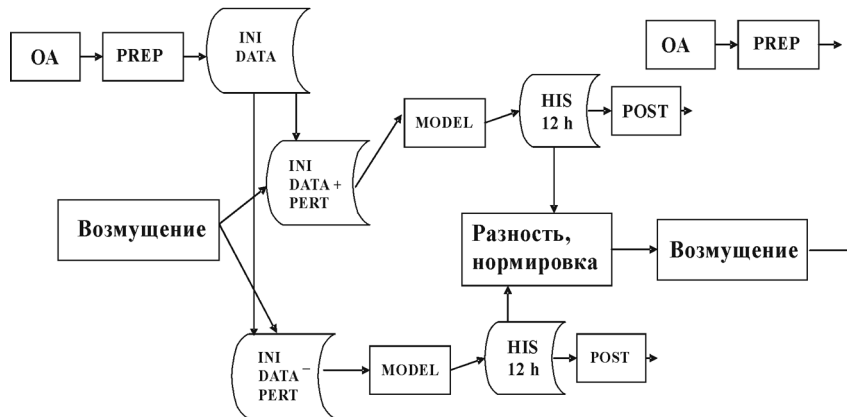 OA
PREP
INI
DATA
OA
PREP
MODEL
HIS
12 h
POST
INI
DATA +
PERT
Возмущение
Разность,
нормировка
Возмущение
INI
DATA –
PERT
MODEL
HIS
12 h
POST